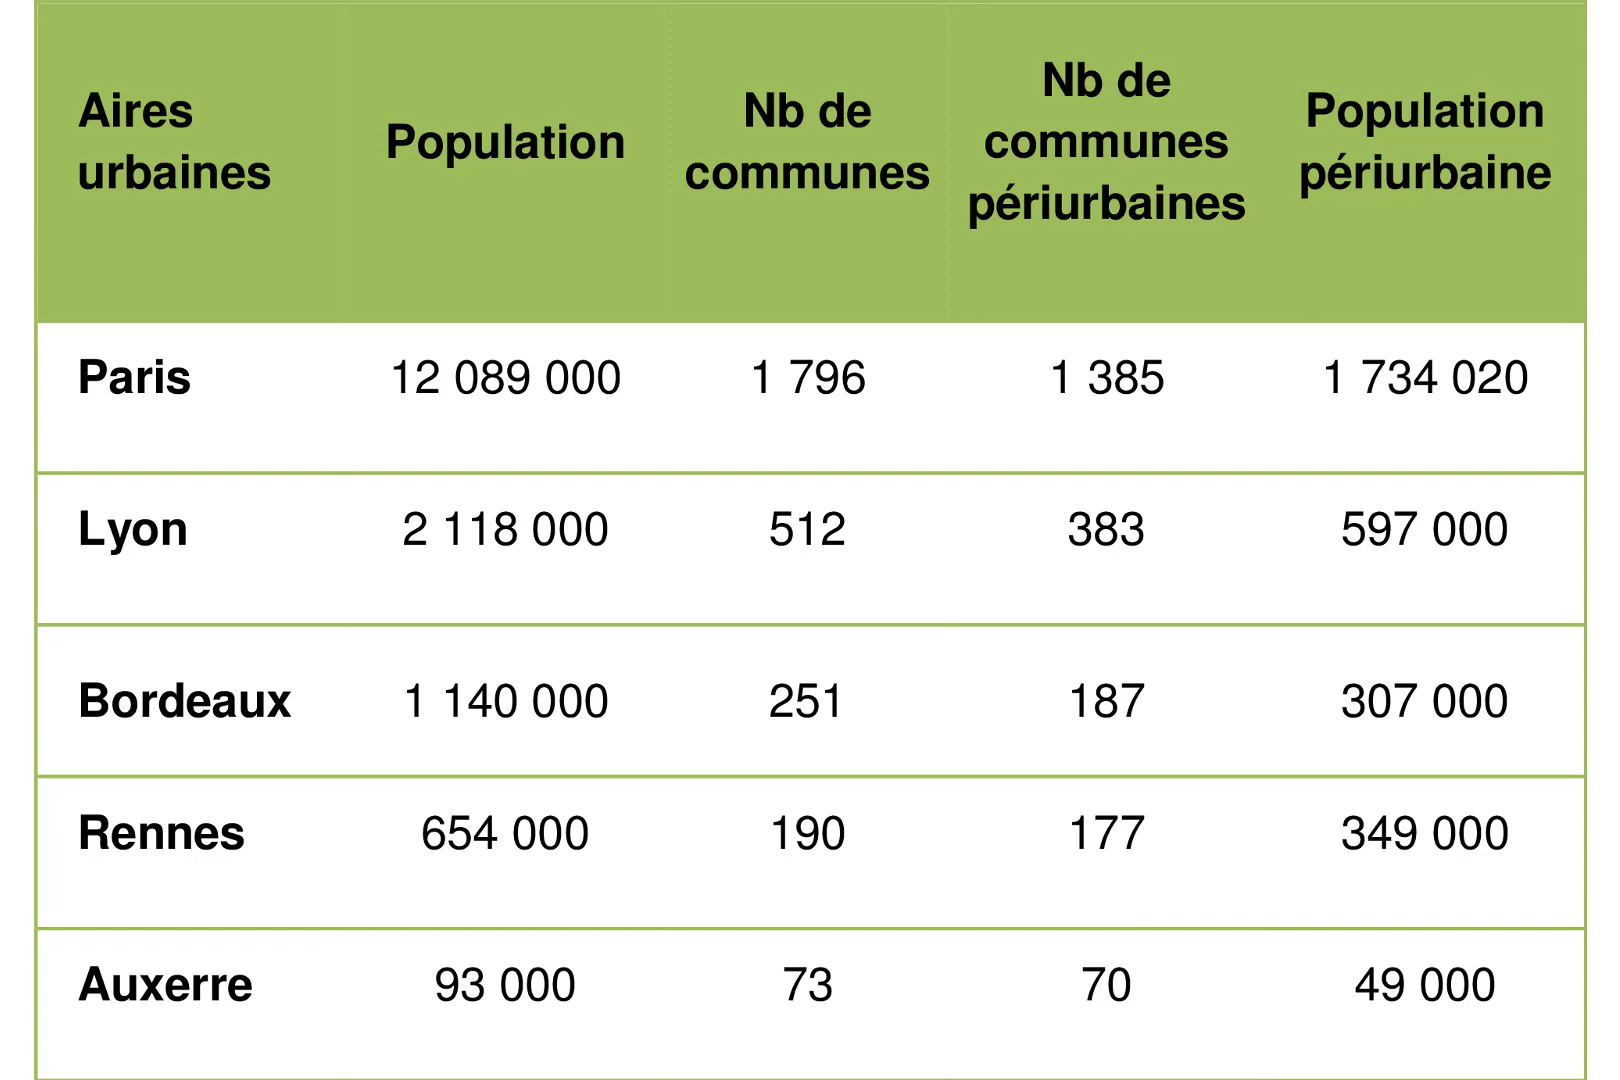 Aires
urbaines
Population
Nb de
communes
Nb de
communes
périurbaines
Population
périurbaine
Paris 12 089 000 1 796 1 385 1 734 020
Lyon 2 118 000 512 383 597 000
Bordeaux 1 140 000 251 187 307 000
Rennes 654 000 190 177 349 000
Auxerre 93 000 73 70 49 000